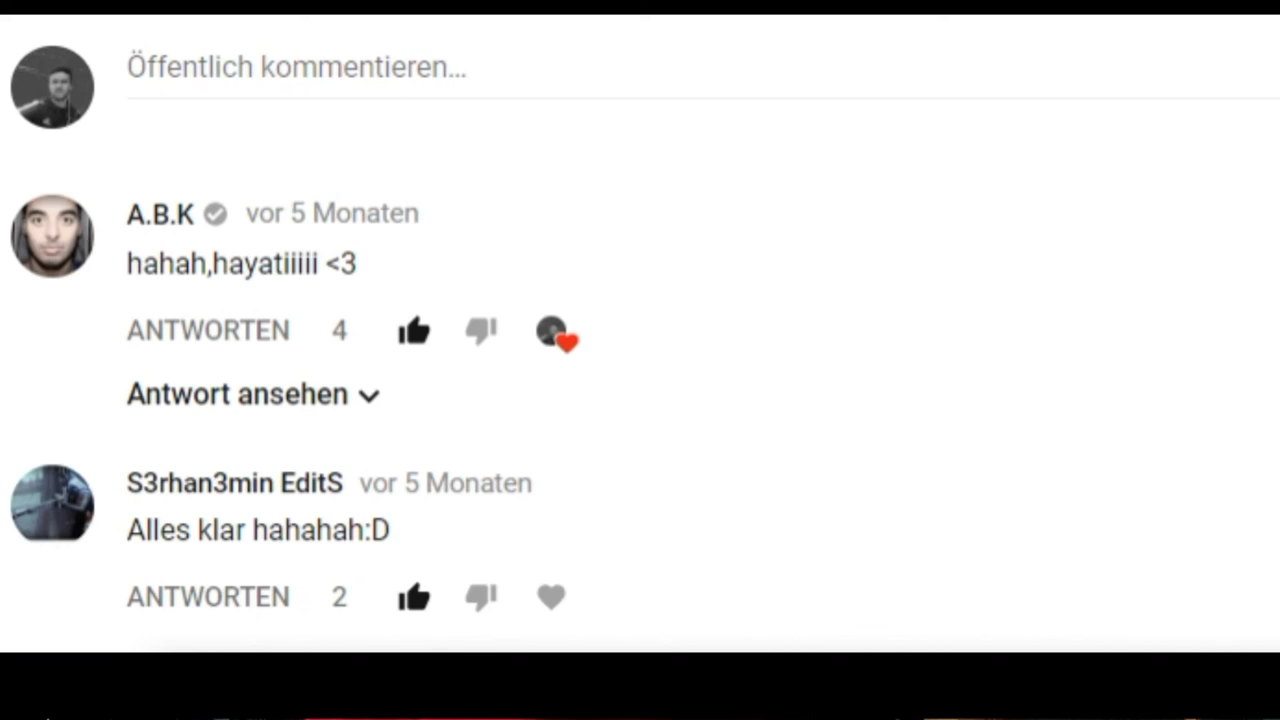 Öffentlich kommentieren...
A.B.K vor 5 Monaten
hahah,hayatiiiii <3
ANTWORTEN 4
Antwort ansehen
S3rhan3min EditS vor 5 Monaten
Alles klar hahahah:D
ANTWORTEN 2